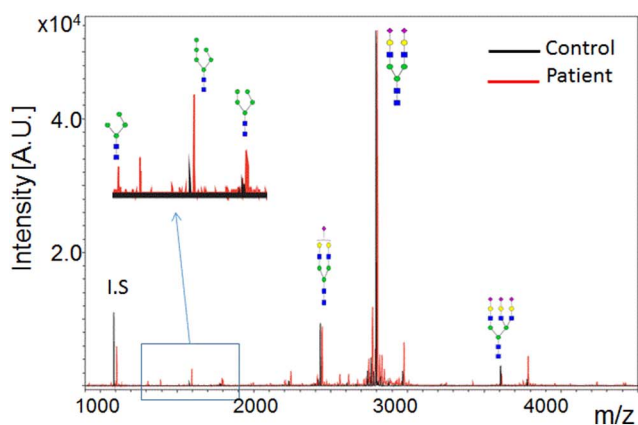 x10⁴
Control
Patient
4.0
Intensity [A.U.]
2.0
I.S
1000
2000
3000
4000
m/z